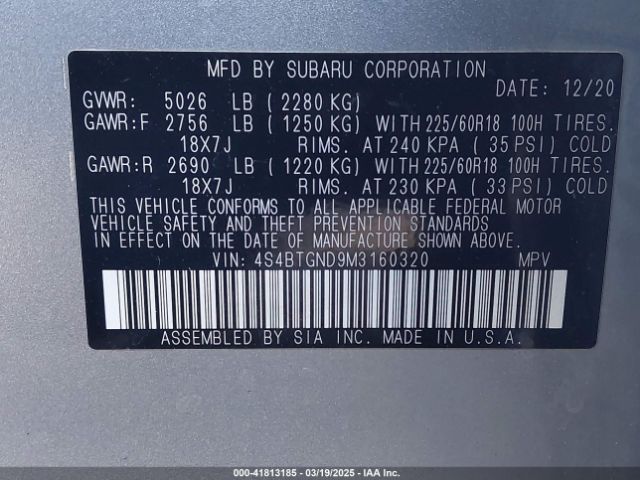 MFD BY SUBARU CORPORATION
DATE: 12/20
GVWR: 5026 LB ( 2280 KG)
GAWR:F 2756 LB ( 1250 KG) WITH 225/60R18 100H TIRES.
18X7J RIMS. AT 240 KPA ( 35 PSI) COLD
GAWR:R 2690 LB ( 1220 KG) WITH 225/60R18 100H TIRES.
18X7J RIMS. AT 230 KPA ( 33 PSI) COLD
THIS VEHICLE CONFORMS TO ALL APPLICABLE FEDERAL MOTOR
VEHICLE SAFETY AND THEFT PREVENTION STANDARDS
IN EFFECT ON THE DATE OF MANUFACTURE SHOWN ABOVE.
VIN: 4S4BTGND9M3160320 MPV
ASSEMBLED BY SIA INC. MADE IN U.S.A.
000-41813185 - 03/19/2025 - IAAI.COM